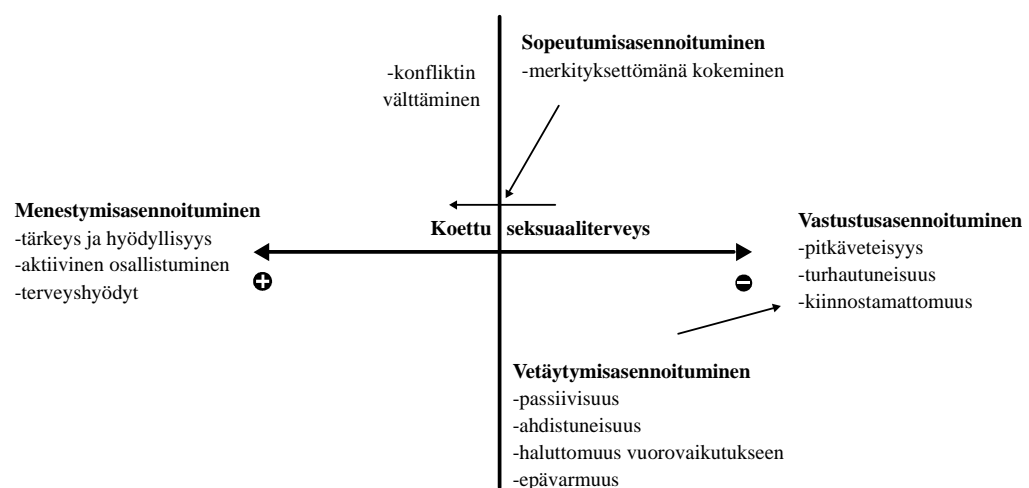 Sopeutumisasennoituminen
-merkityksettömänä kokeminen
-konfliktin
välttäminen
Menestymisasennoituminen
-tärkeys ja hyödyllisyys
-aktiivinen osallistuminen
-terveyshyödyt
Koettu seksuaaliterveys
+
−
Vastustusasennoituminen
-pitkäveteisyys
-turhautuneisuus
-kiinnostamattomuus
Vetäytymisasennoituminen
-passiivisuus
-ahdistuneisuus
-haluttomuus vuorovaikutukseen
-epävarmuus